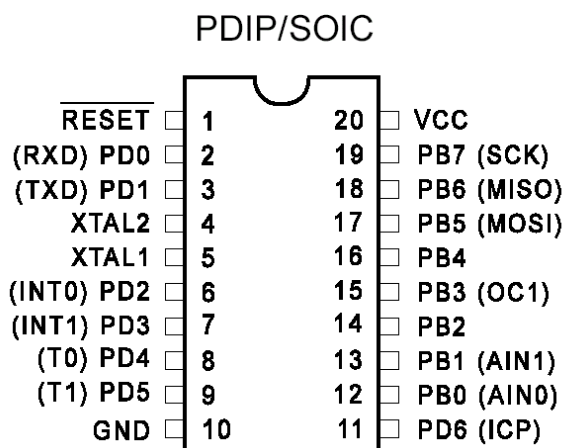 PDIP/SOIC
RESET 1 20 VCC
(RXD) PD0 2 19 PB7 (SCK)
(TXD) PD1 3 18 PB6 (MISO)
XTAL2 4 17 PB5 (MOSI)
XTAL1 5 16 PB4
(INT0) PD2 6 15 PB3 (OC1)
(INT1) PD3 7 14 PB2
(T0) PD4 8 13 PB1 (AIN1)
(T1) PD5 9 12 PB0 (AIN0)
GND 10 11 PD6 (ICP)